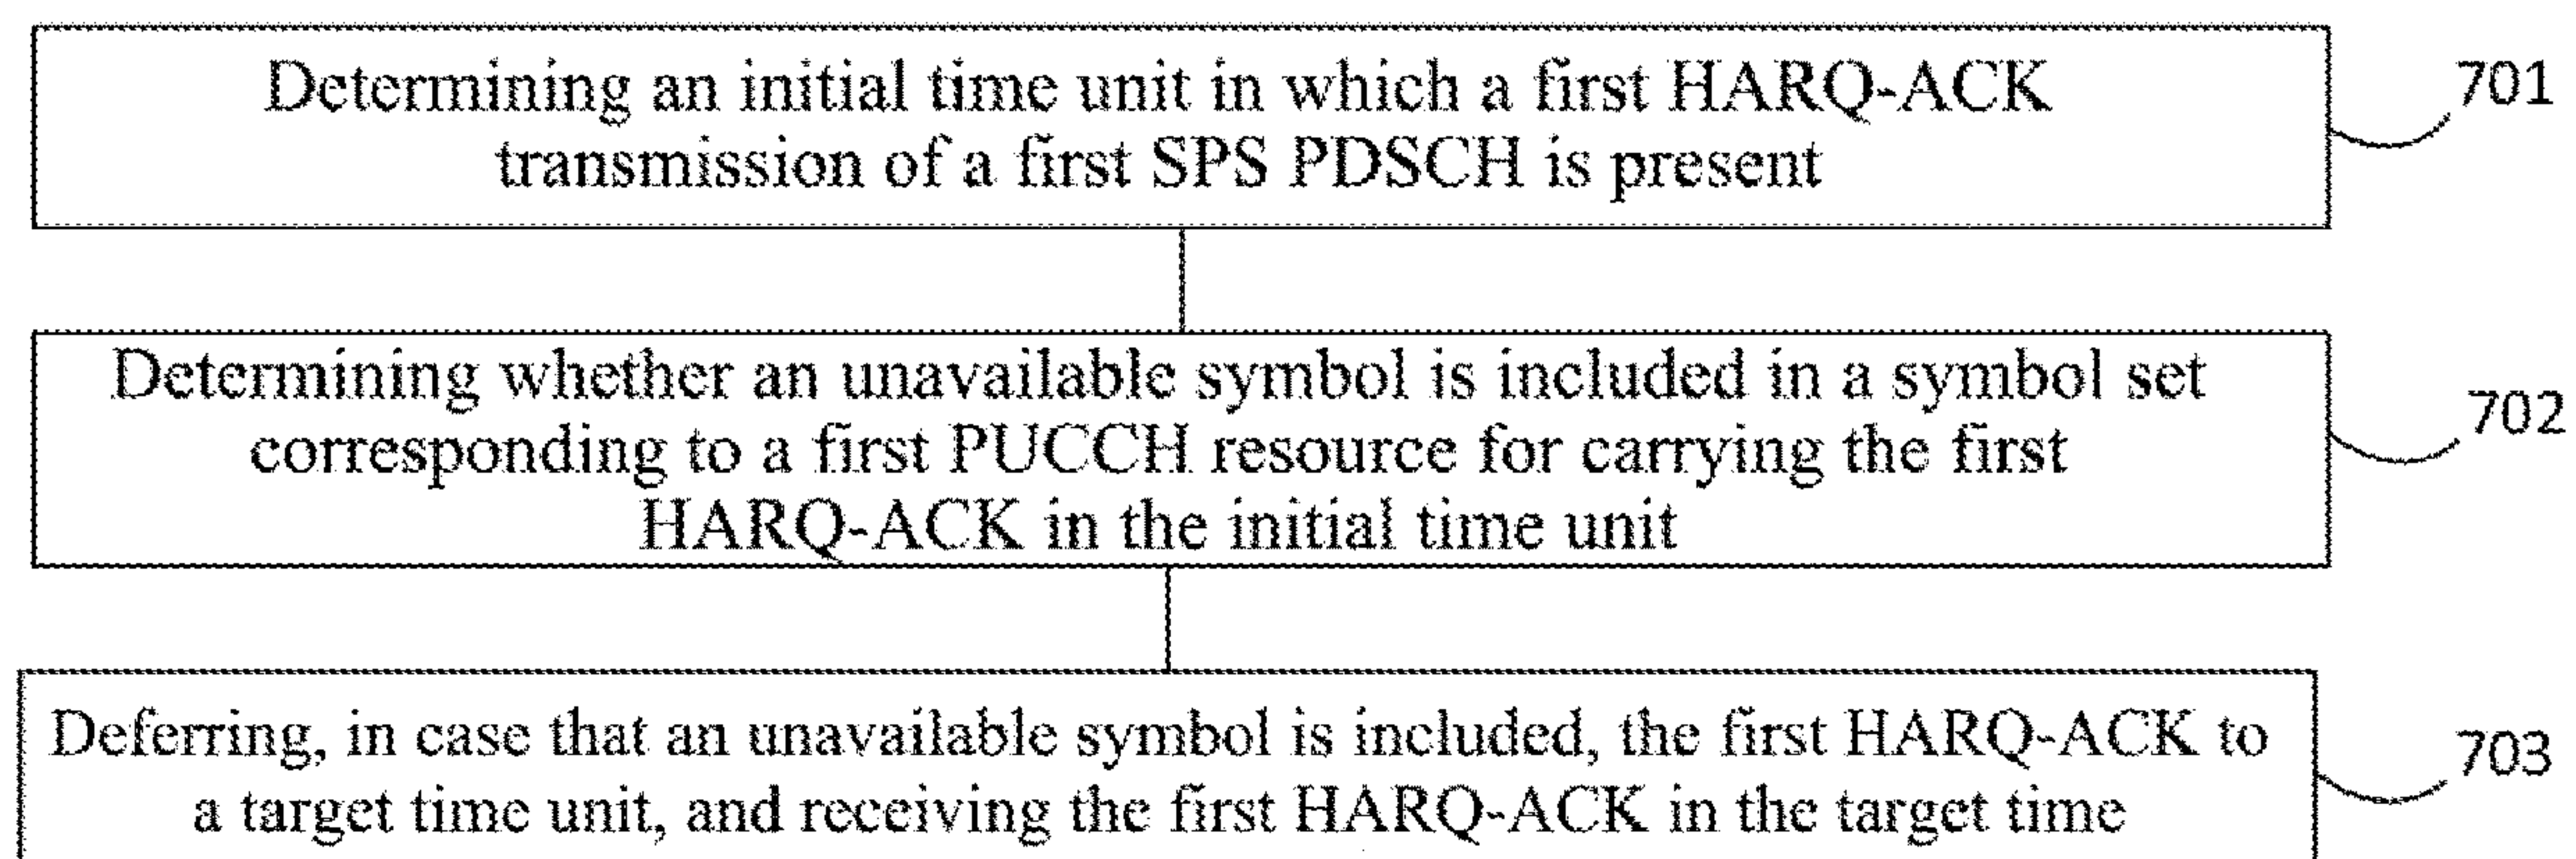 Determining an initial time unit in which a first HARQ-ACK
transmission of a first SPS PDSCH is present
701
Determining whether an unavailable symbol is included in a symbol set
corresponding to a first PUCCH resource for carrying the first
HARQ-ACK in the initial time unit
702
Deferring, in case that an unavailable symbol is included, the first HARQ-ACK to
a target time unit, and receiving the first HARQ-ACK in the target time
703